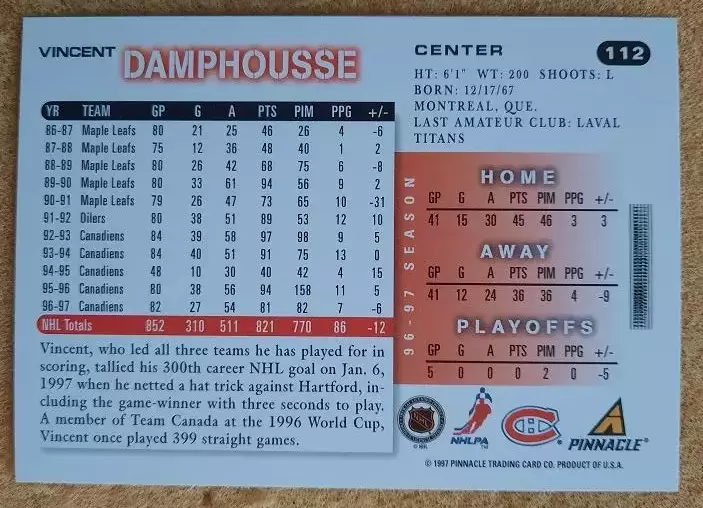 VINCENT DAMPHOUSSE
CENTER
112
HT: 6'1" WT: 200 SHOOTS: L
BORN: 12/17/67
MONTREAL, QUE.
LAST AMATEUR CLUB: LAVAL
TITANS
YR TEAM GP G A PTS PIM PPG +/-
86-87 Maple Leafs 80 21 25 46 26 4 -6
87-88 Maple Leafs 75 12 36 48 40 1 2
88-89 Maple Leafs 80 26 42 68 75 6 -8
89-90 Maple Leafs 80 33 61 94 56 9 2
90-91 Maple Leafs 79 26 47 73 65 10 -31
91-92 Oilers 80 38 51 89 53 12 10
92-93 Canadiens 84 39 58 97 98 9 5
93-94 Canadiens 84 40 51 91 75 13 0
94-95 Canadiens 48 10 30 40 42 4 15
95-96 Canadiens 80 38 56 94 158 11 5
96-97 Canadiens 82 27 54 81 82 7 -6
NHL Totals 852 310 511 821 770 86 -12
Vincent, who led all three teams he has played for in
scoring, tallied his 300th career NHL goal on Jan. 6,
1997 when he netted a hat trick against Hartford, in-
cluding the game-winner with three seconds to play.
A member of Team Canada at the 1996 World Cup,
Vincent once played 399 straight games.
96-97 SEASON
HOME
GP G A PTS PIM PPG +/-
41 15 30 45 46 3 3
AWAY
GP G A PTS PIM PPG +/-
41 12 24 36 36 4 -9
PLAYOFFS
GP G A PTS PIM PPG +/-
5 0 0 0 2 0 -5
NHL
© NHL
NHLPA
PINNACLE
© 1997 PINNACLE TRADING CARD CO. PRODUCT OF U.S.A.